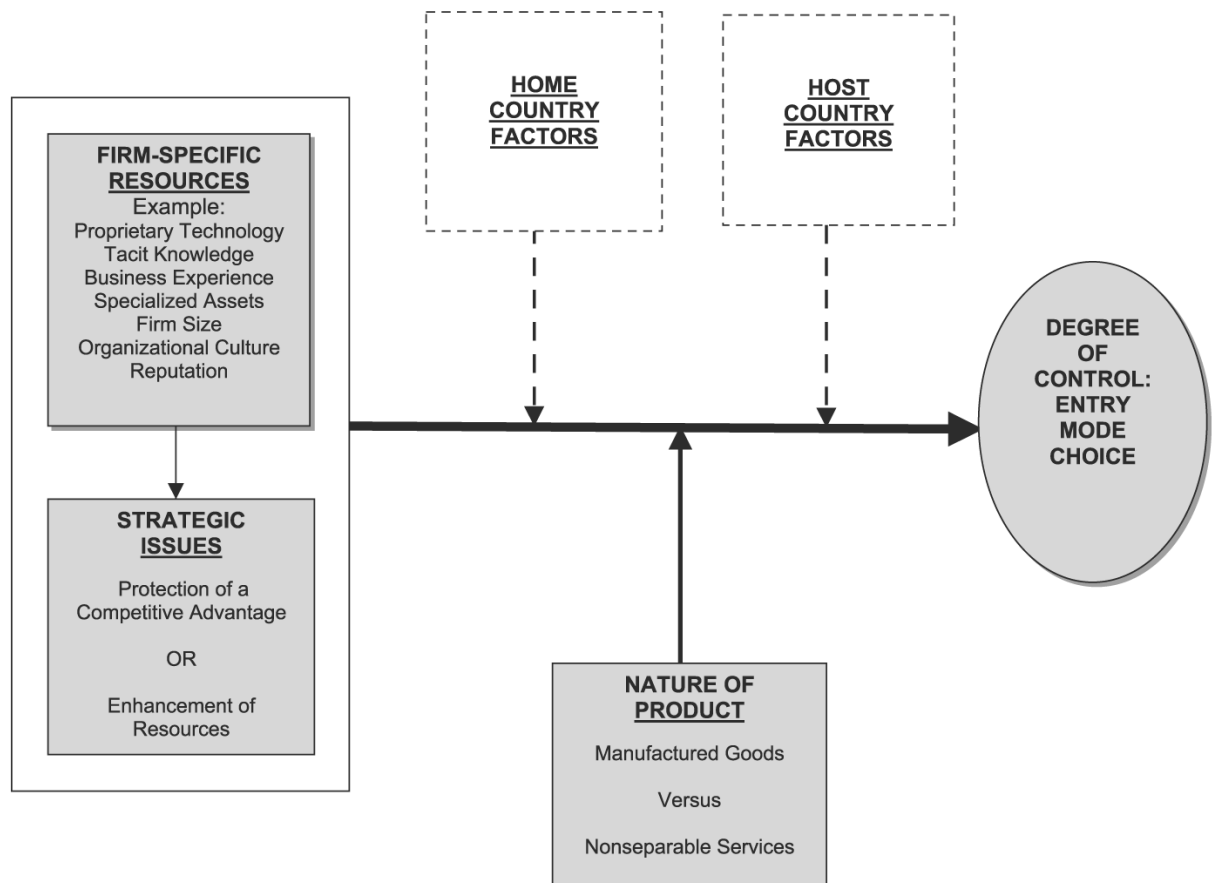 HOME
COUNTRY
FACTORS
HOST
COUNTRY
FACTORS
FIRM-SPECIFIC
RESOURCES
Example:
Proprietary Technology
Tacit Knowledge
Business Experience
Specialized Assets
Firm Size
Organizational Culture
Reputation
STRATEGIC
ISSUES
Protection of a
Competitive Advantage
OR
Enhancement of
Resources
NATURE OF
PRODUCT
Manufactured Goods
Versus
Nonseparable Services
DEGREE
OF
CONTROL:
ENTRY
MODE
CHOICE